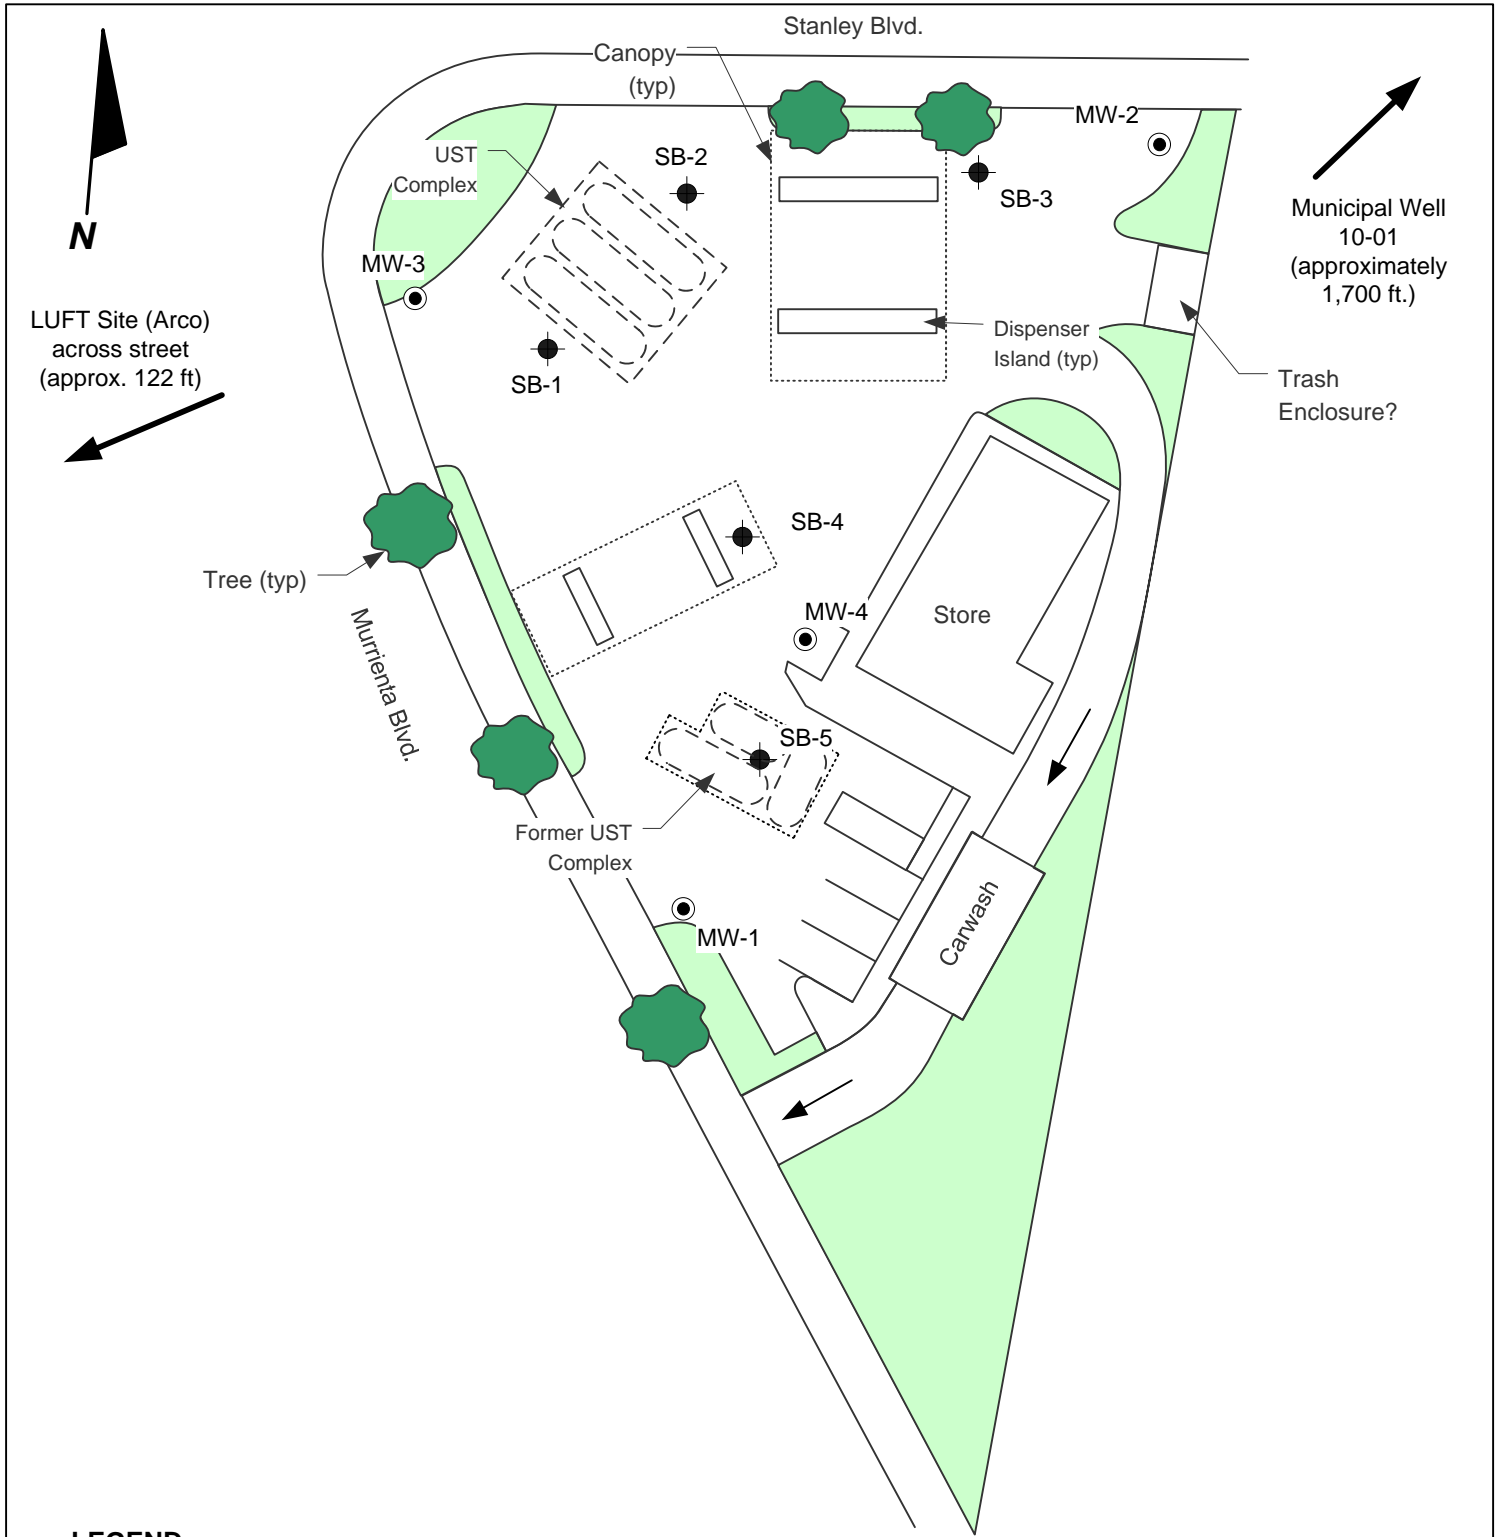 Stanley Blvd.
Canopy
(typ)
MW-2
UST
Complex
SB-2
SB-3
Municipal Well
10-01
(approximately
1,700 ft.)
N
MW-3
LUFT Site (Arco)
across street
(approx. 122 ft)
SB-1
Dispenser
Island (typ)
Trash
Enclosure?
SB-4
Tree (typ)
MW-4
Store
Murrienta Blvd.
SB-5
Former UST
Complex
Carwash
MW-1
LEGEND